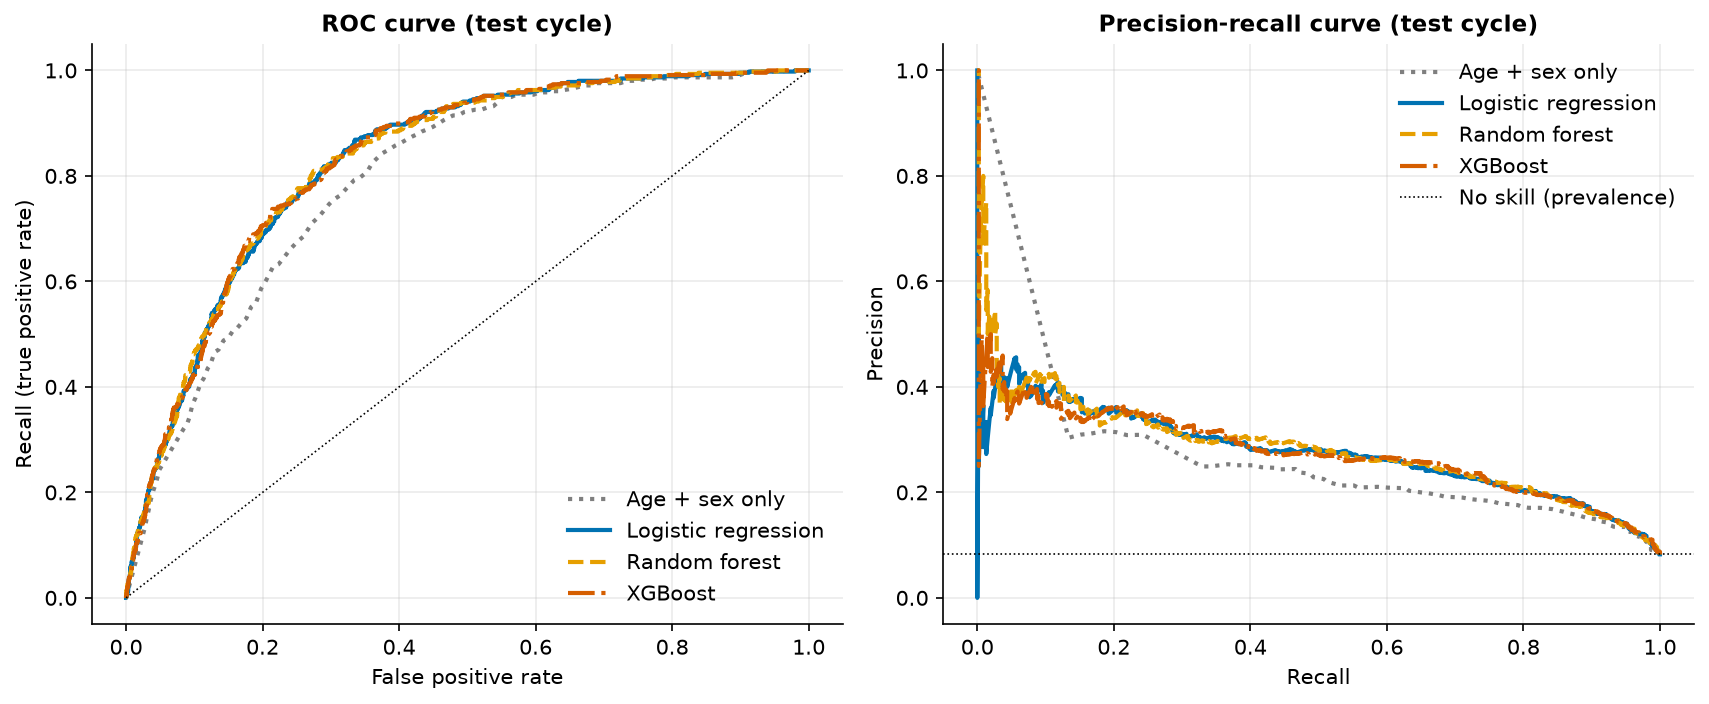 ROC curve (test cycle)
Recall (true positive rate)
1.0
0.8
0.6
0.4
0.2
0.0
Age + sex only
Logistic regression
Random forest
XGBoost
0.0 0.2 0.4 0.6 0.8 1.0
False positive rate
Precision-recall curve (test cycle)
Precision
1.0
0.8
0.6
0.4
0.2
0.0
Age + sex only
Logistic regression
Random forest
XGBoost
No skill (prevalence)
0.0 0.2 0.4 0.6 0.8 1.0
Recall